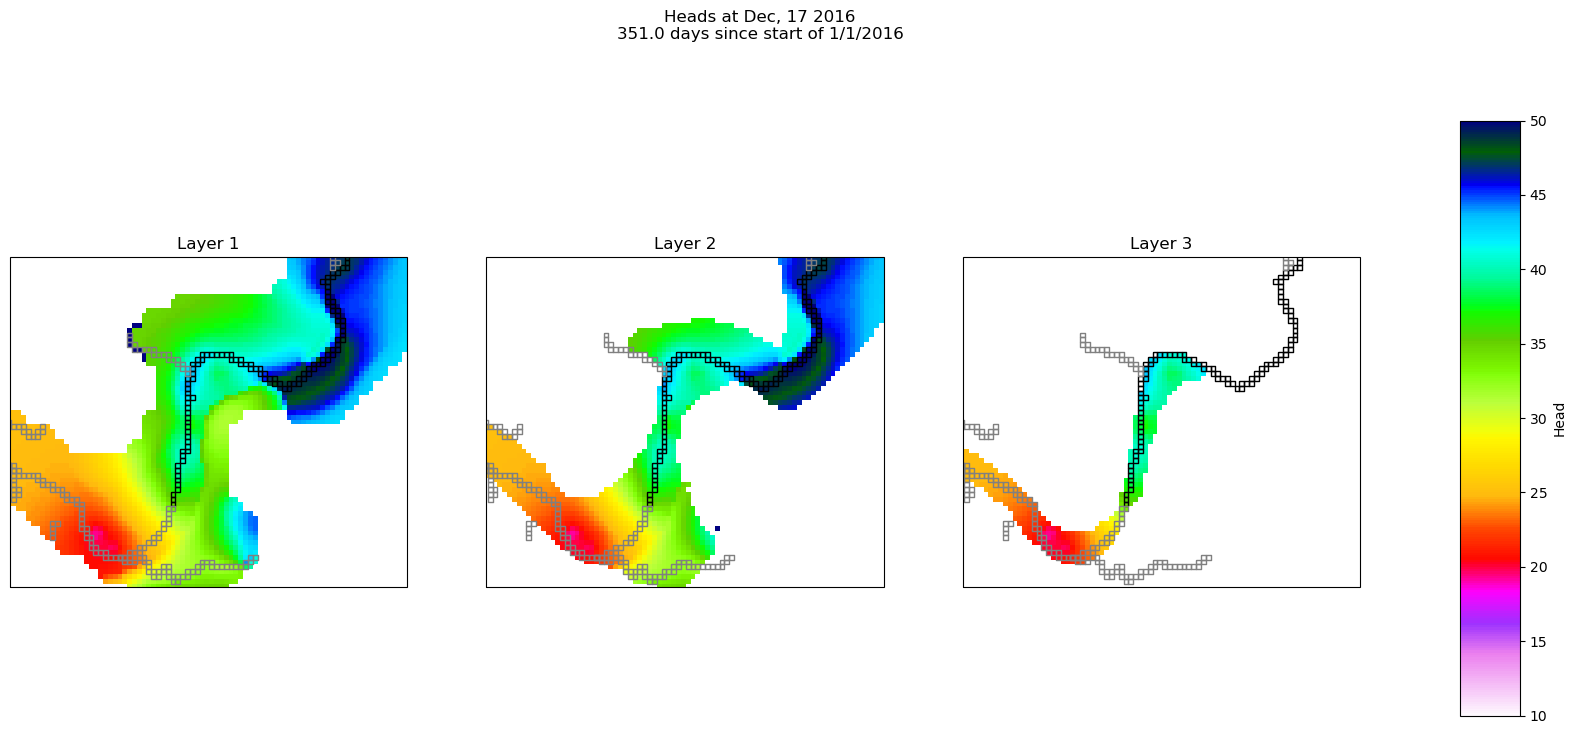 Heads at Dec, 17 2016
351.0 days since start of 1/1/2016
Layer 1
Layer 2
Layer 3
50
45
40
35
30
25
20
15
10
Head